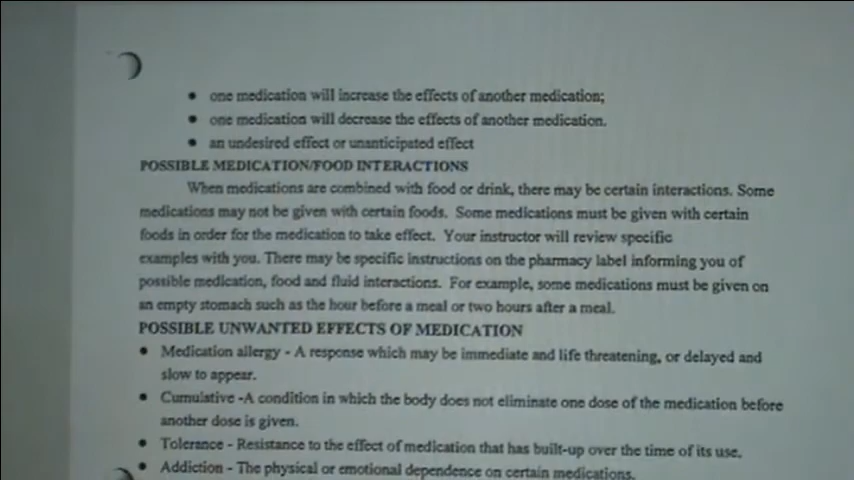 • one medication will increase the effects of another medication;
• one medication will decrease the effects of another medication.
• an undesired effect or unanticipated effect
POSSIBLE MEDICATION/FOOD INTERACTIONS
When medications are combined with food or drink, there may be certain interactions. Some
medications may not be given with certain foods. Some medications must be given with certain
foods in order for the medication to take effect. Your instructor will review specific
examples with you. There may be specific instructions on the pharmacy label informing you of
possible medication, food and fluid interactions. For example, some medications must be given on
an empty stomach such as the hour before a meal or two hours after a meal.
POSSIBLE UNWANTED EFFECTS OF MEDICATION
• Medication allergy - A response which may be immediate and life threatening, or delayed and
slow to appear.
• Cumulative -A condition in which the body does not eliminate one dose of the medication before
another dose is given.
• Tolerance - Resistance to the effect of medication that has built-up over the time of its use.
• Addiction - The physical or emotional dependence on certain medications.